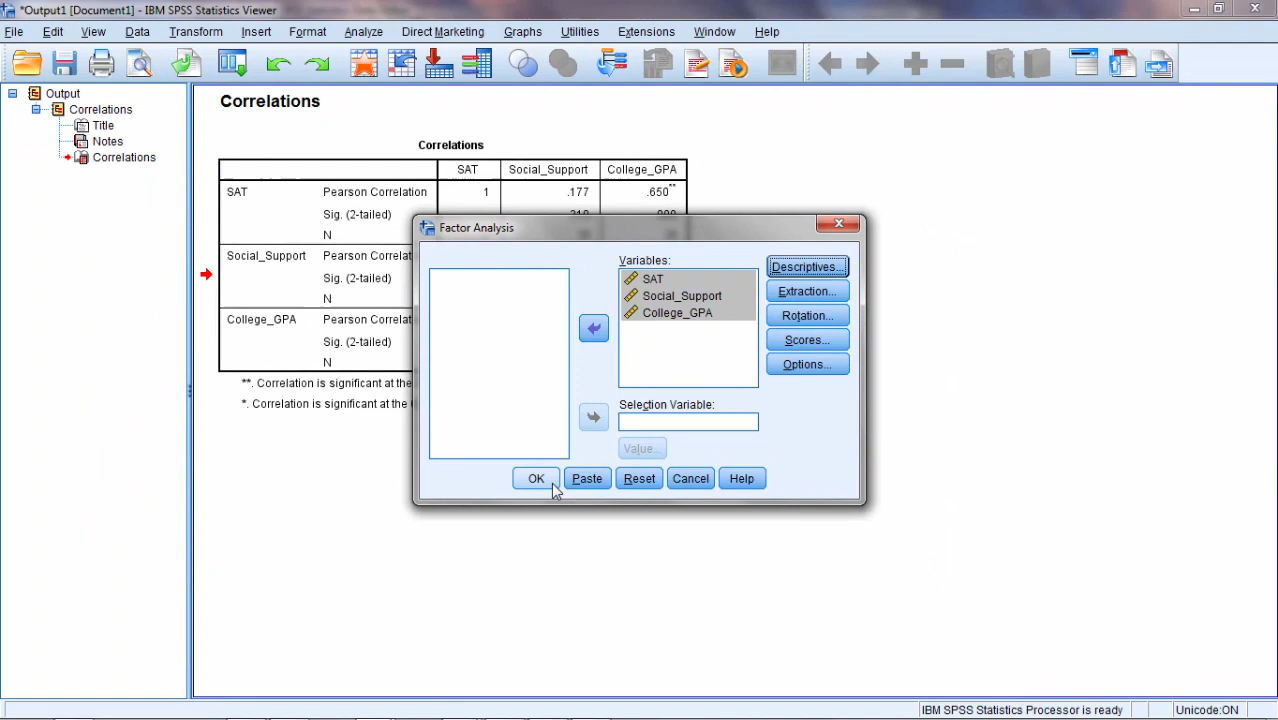 *Output1 [Document1] - IBM SPSS Statistics Viewer
File Edit View Data Transform Insert Format Analyze Direct Marketing Graphs Utilities Extensions Window Help
Output
Correlations
Title
Notes
Correlations
Correlations
Correlations
SAT Social_Support College_GPA
SAT Pearson Correlation 1 .177 .650**
Sig. (2-tailed)
N
Social_Support Pearson Correlat
Sig. (2-tailed)
N
College_GPA Pearson Correlat
Sig. (2-tailed)
N
**. Correlation is significant at the
*. Correlation is significant at the
Factor Analysis
Variables:
SAT
Social_Support
College_GPA
Descriptives...
Extraction...
Rotation...
Scores...
Options...
Selection Variable:
Value...
OK Paste Reset Cancel Help
IBM SPSS Statistics Processor is ready Unicode:ON